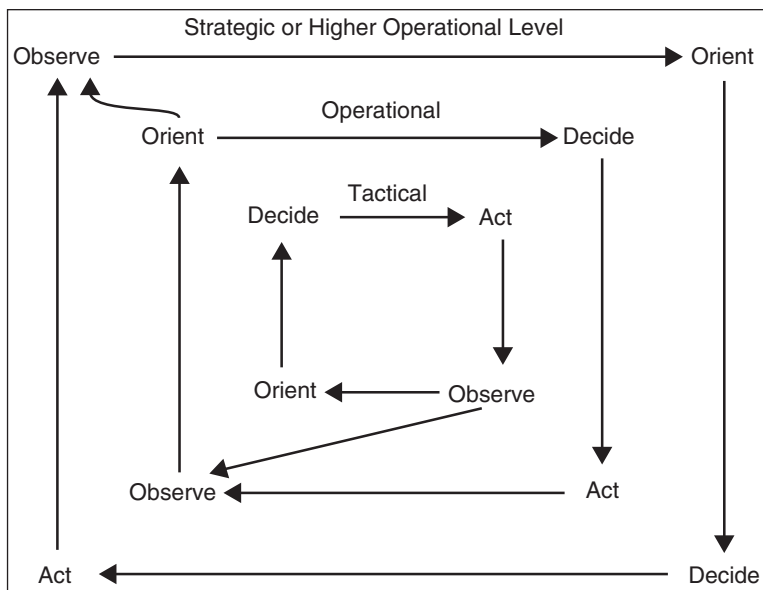 Strategic or Higher Operational Level
Observe Orient
Operational
Orient Decide
Tactical
Decide Act
Orient Observe
Observe Act
Act Decide